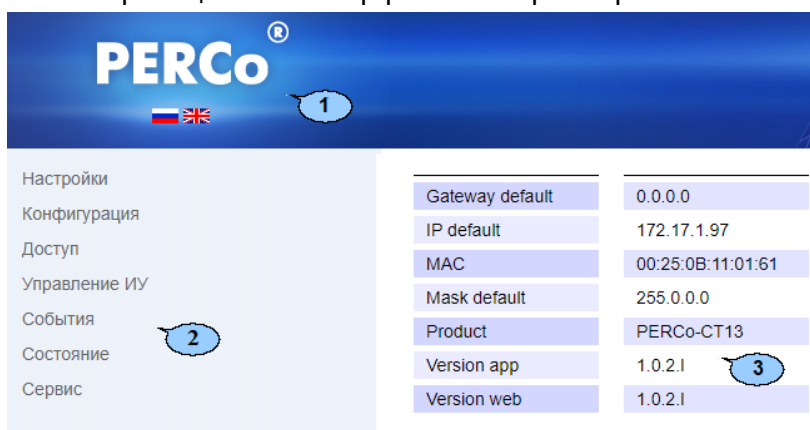 PERCo®
1
Настройки
Конфигурация
Доступ
Управление ИУ
События
2
Состояние
Сервис
Gateway default 0.0.0.0
IP default 172.17.1.97
MAC 00:25:0B:11:01:61
Mask default 255.0.0.0
Product PERCo-CT13
Version app 1.0.2.I 3
Version web 1.0.2.I